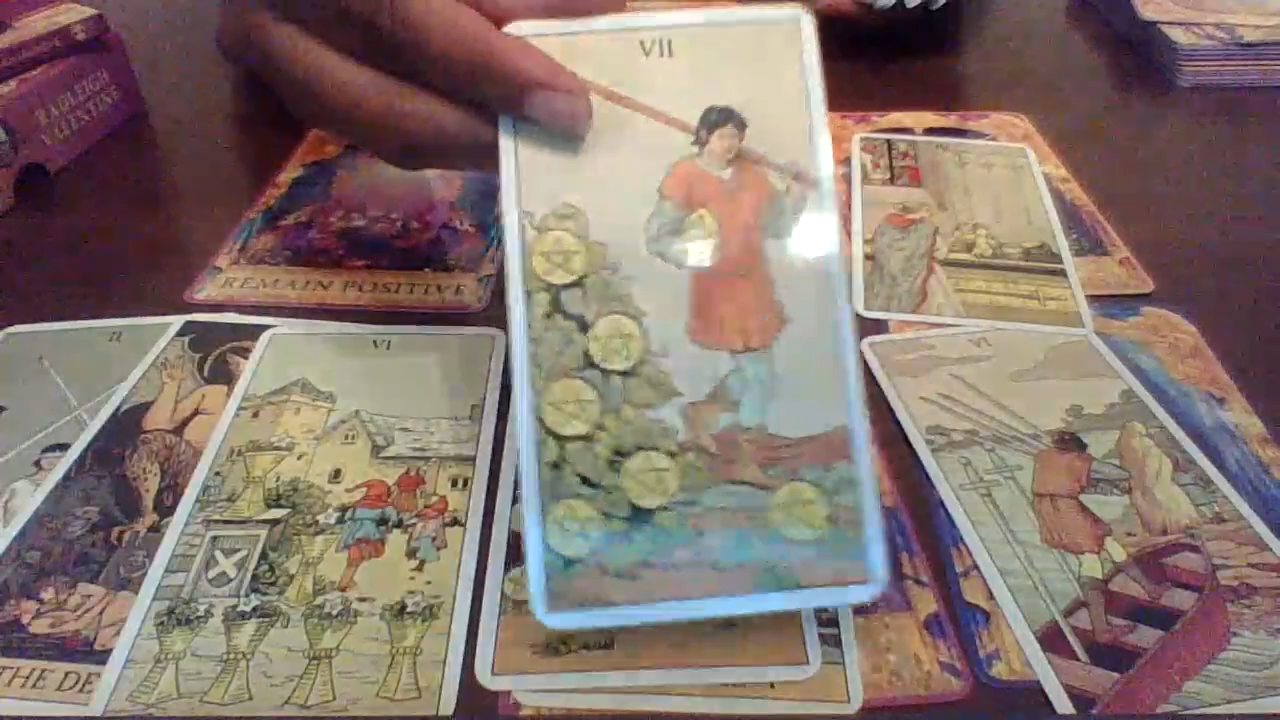 VII
RADLEIGH
VALENTINE
REMAIN POSITIVE
II
VI
VI
THE DE